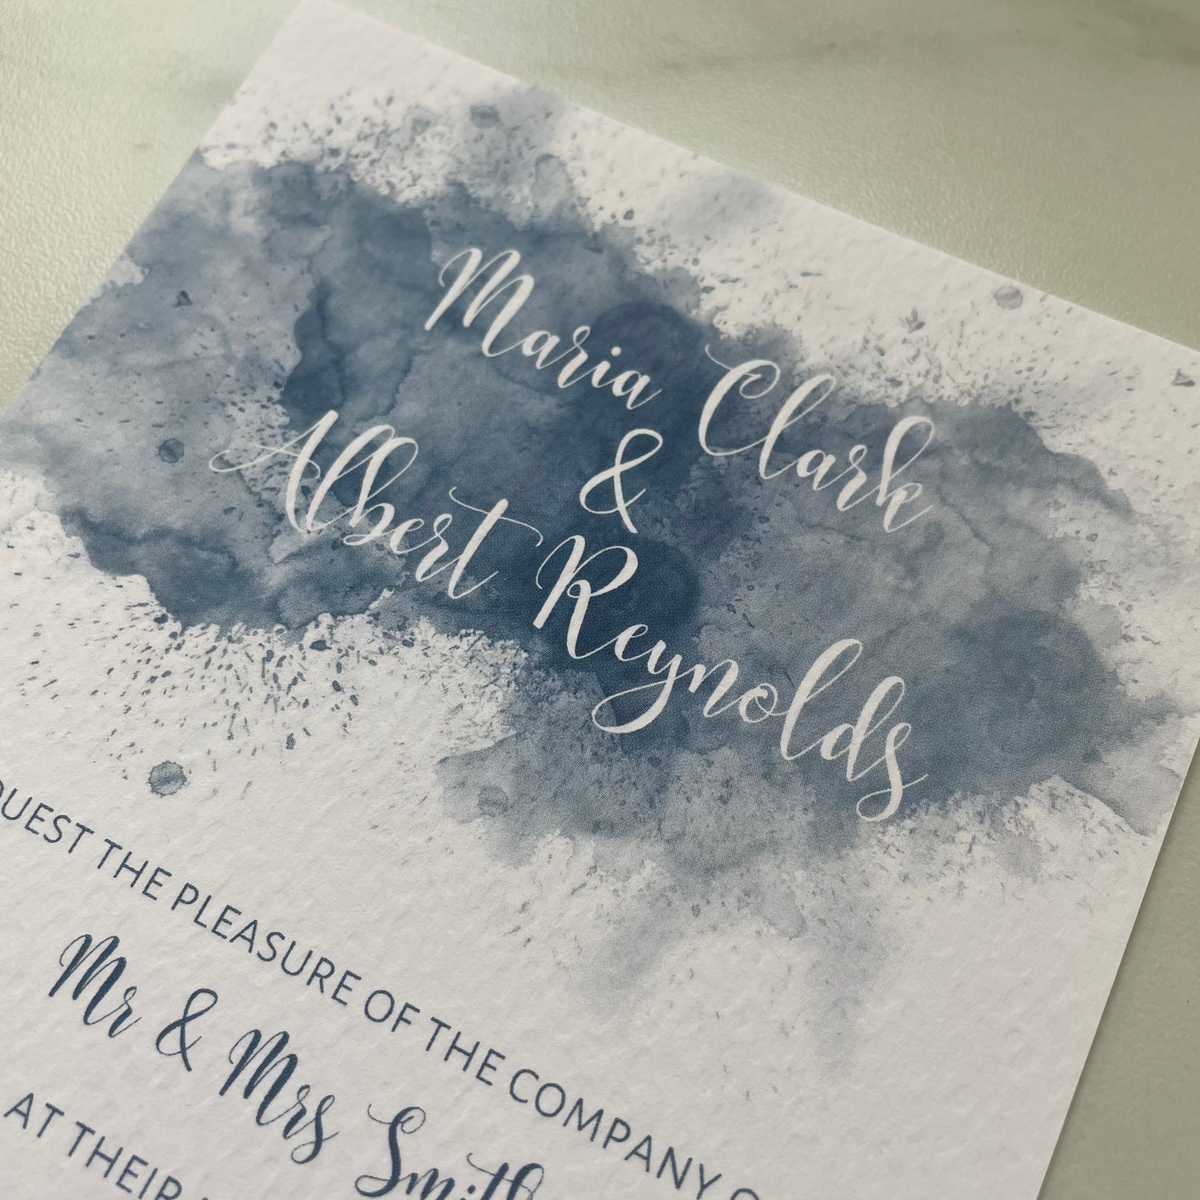 Maria Clark
&
Albert Reynolds
QUEST THE PLEASURE OF THE COMPANY O
Mr & Mrs Smith
AT THEIR